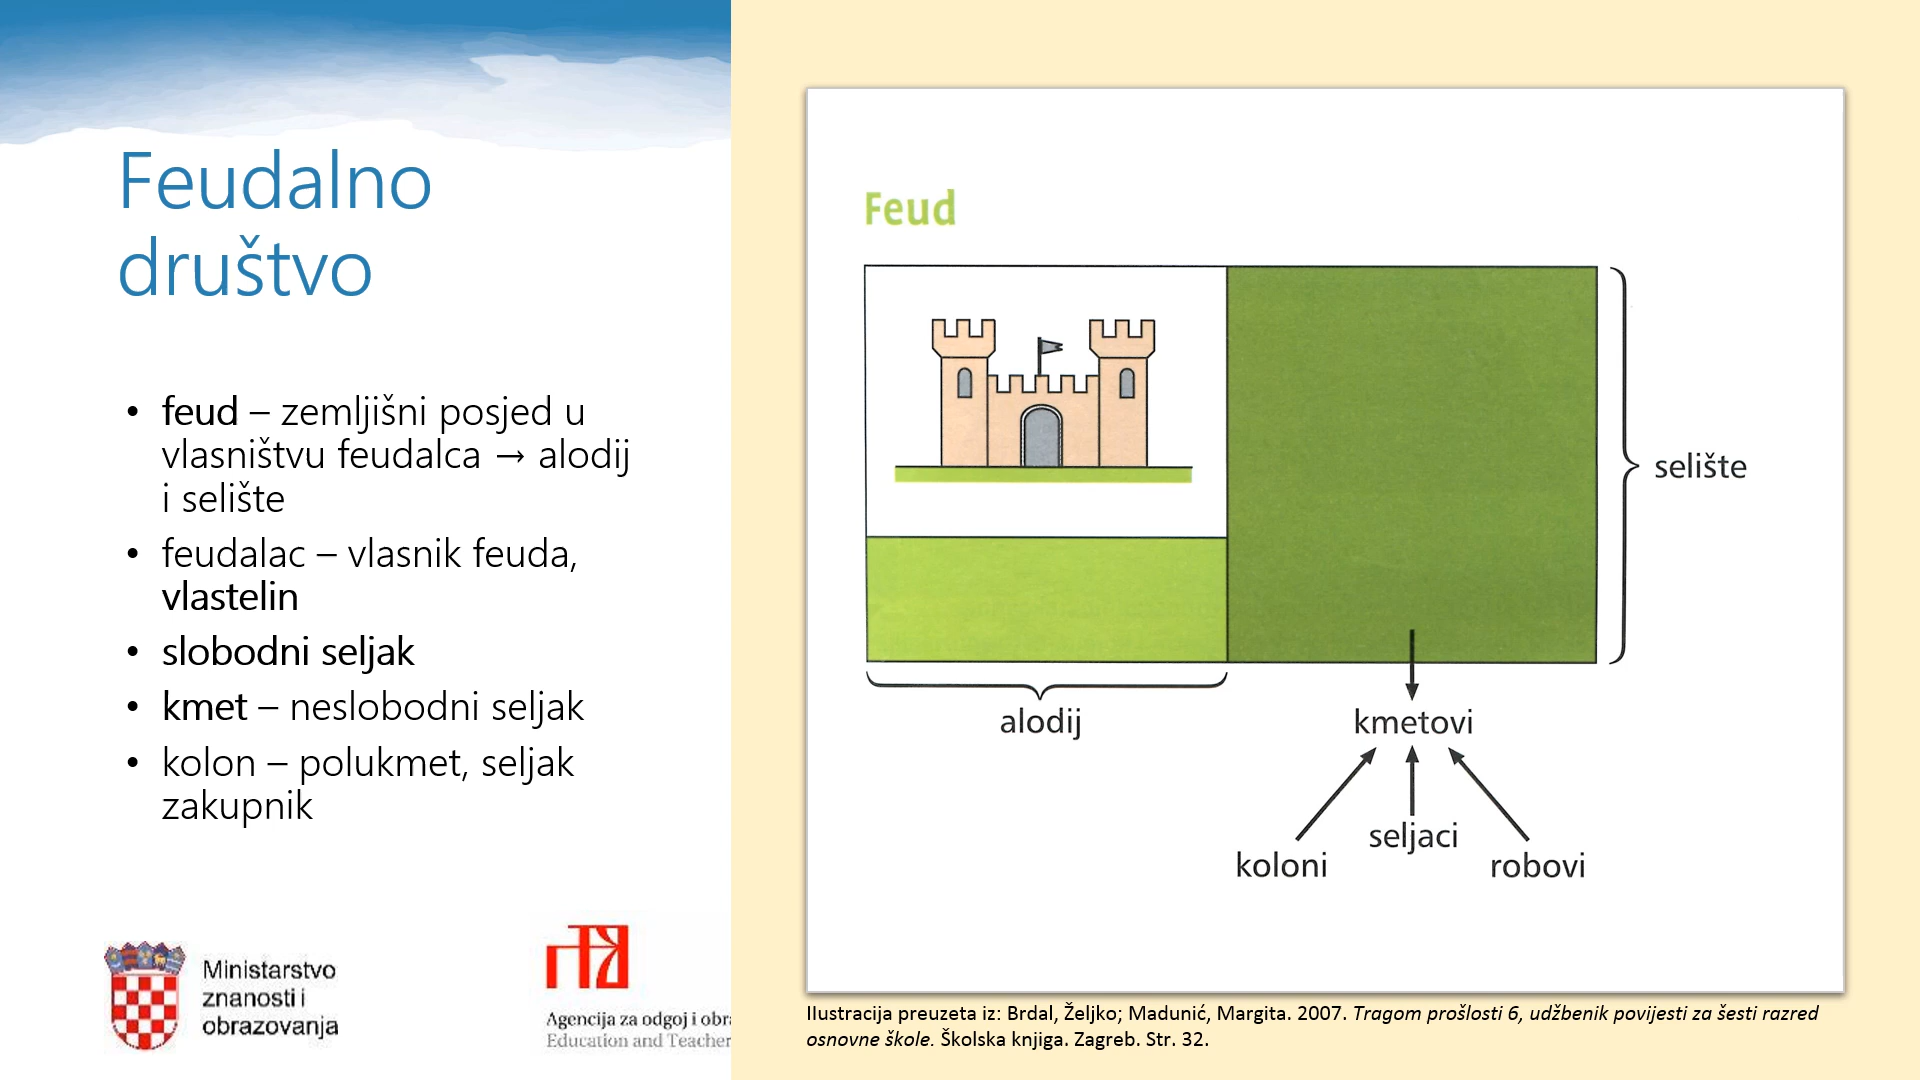 Feudalno
društvo
• feud – zemljišni posjed u
vlasništvu feudalca → alodij
i selište
• feudalac – vlasnik feuda,
vlastelin
• slobodni seljak
• kmet – neslobodni seljak
• kolon – polukmet, seljak
zakupnik
Ministarstvo
znanosti i
obrazovanja
Agencija za odgoj i obr
Education and Teacher
Feud
selište
alodij
kmetovi
seljaci
koloni
robovi
Ilustracija preuzeta iz: Brdal, Željko; Madunić, Margita. 2007. Tragom prošlosti 6, udžbenik povijesti za šesti razred
osnovne škole. Školska knjiga. Zagreb. Str. 32.